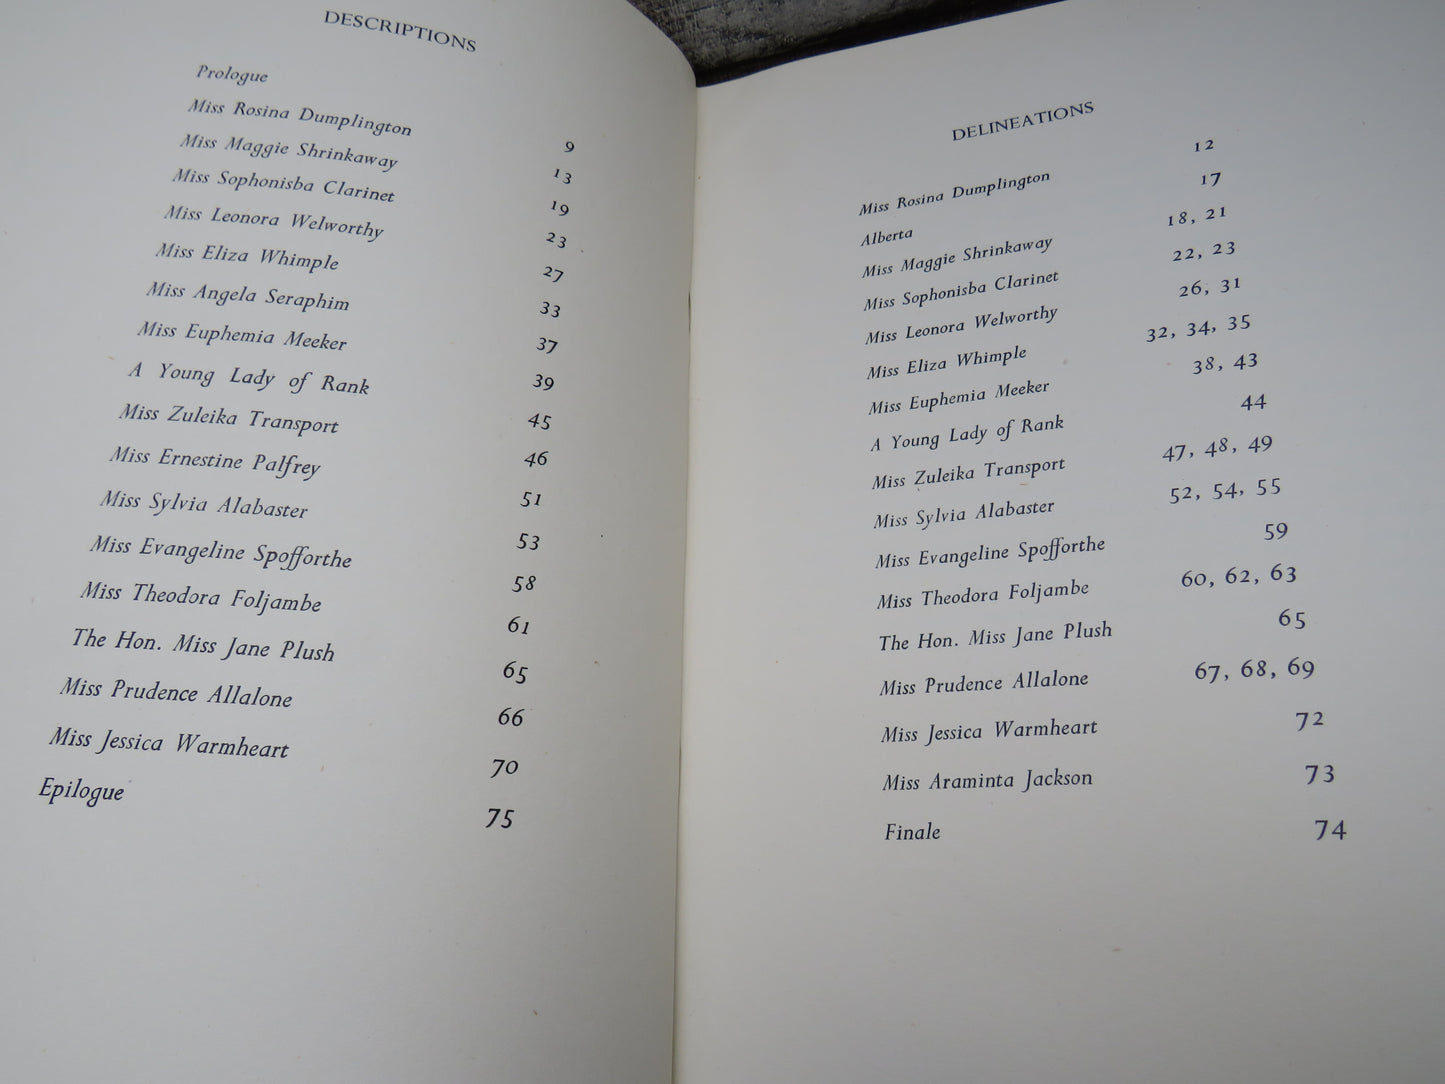 DESCRIPTIONS
Prologue 9
Miss Rosina Dumplington 13
Miss Maggie Shrinkaway 19
Miss Sophonisba Clarinet 23
Miss Leonora Welworthy 27
Miss Eliza Whimple 33
Miss Angela Seraphim 37
Miss Euphemia Meeker 39
A Young Lady of Rank 45
Miss Zuleika Transport 46
Miss Ernestine Palfrey 51
Miss Sylvia Alabaster 53
Miss Evangeline Spofforthe 58
Miss Theodora Foljambe 61
The Hon. Miss Jane Plush 65
Miss Prudence Allalone 66
Miss Jessica Warmheart 70
Epilogue 75
DELINEATIONS
Miss Rosina Dumplington 12
Alberta 17
Miss Maggie Shrinkaway 18, 21
Miss Sophonisba Clarinet 22, 23
Miss Leonora Welworthy 26, 31
Miss Eliza Whimple 32, 34, 35
Miss Euphemia Meeker 38, 43
A Young Lady of Rank 44
Miss Zuleika Transport 47, 48, 49
Miss Sylvia Alabaster 52, 54, 55
Miss Evangeline Spofforthe 59
Miss Theodora Foljambe 60, 62, 63
The Hon. Miss Jane Plush 65
Miss Prudence Allalone 67, 68, 69
Miss Jessica Warmheart 72
Miss Araminta Jackson 73
Finale 74